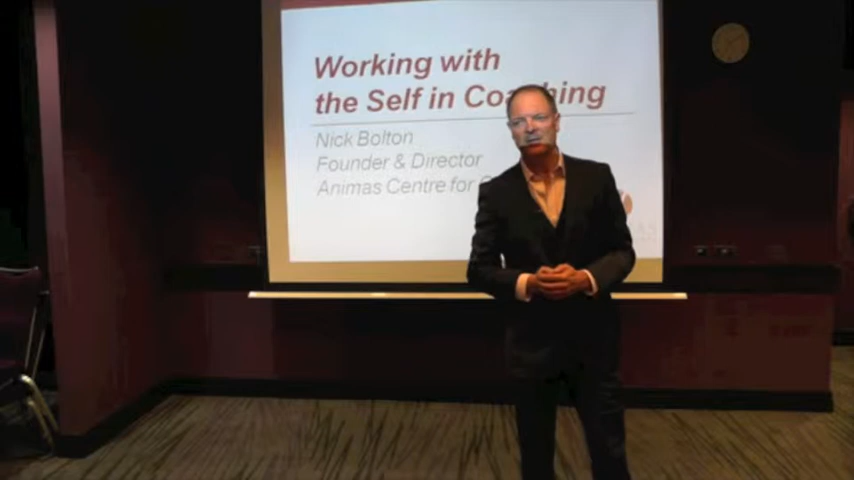 Working with
the Self in Coaching
Nick Bolton
Founder & Director
Animas Centre for